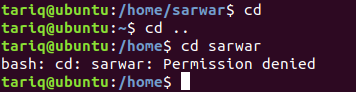 tariq@ubuntu:/home/sarwar$ cd
tariq@ubuntu:~$ cd ..
tariq@ubuntu:/home$ cd sarwar
bash: cd: sarwar: Permission denied
tariq@ubuntu:/home$